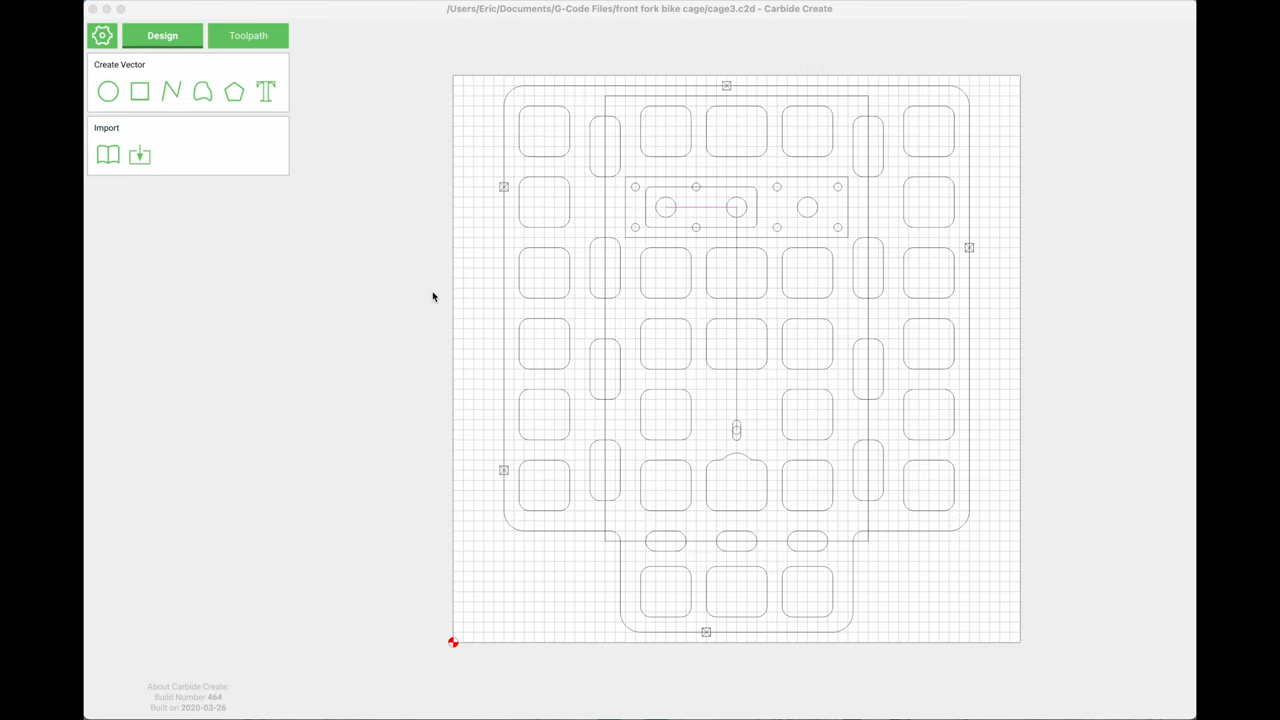 /Users/Eric/Documents/G-Code Files/front fork bike cage/cage3.c2d - Carbide Create
Design
Toolpath
Create Vector
T
Import
About Carbide Create
Build Number 464
Built on 2020-03-26